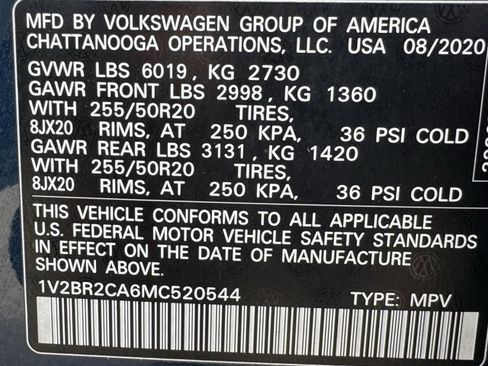 MFD BY VOLKSWAGEN GROUP OF AMERICA
CHATTANOOGA OPERATIONS, LLC. USA 08/2020
GVWR LBS 6019, KG 2730
GAWR FRONT LBS 2998, KG 1360
WITH 255/50R20 TIRES,
8JX20 RIMS, AT 250 KPA, 36 PSI COLD
GAWR REAR LBS 3131, KG 1420
WITH 255/50R20 TIRES,
8JX20 RIMS, AT 250 KPA, 36 PSI COLD
THIS VEHICLE CONFORMS TO ALL APPLICABLE
U.S. FEDERAL MOTOR VEHICLE SAFETY STANDARDS
IN EFFECT ON THE DATE OF MANUFACTURE
SHOWN ABOVE.
1V2BR2CA6MC520544 TYPE: MPV